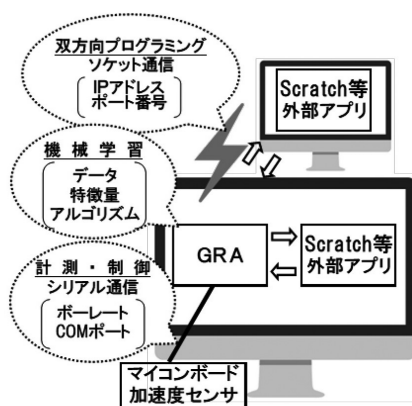 双方向プログラミング
ソケット通信
IPアドレス
ポート番号
Scratch等
外部アプリ
機械学習
データ
特徴量
アルゴリズム
GRA
Scratch等
外部アプリ
計測・制御
シリアル通信
ボーレート
COMポート
マイコンボード
加速度センサ